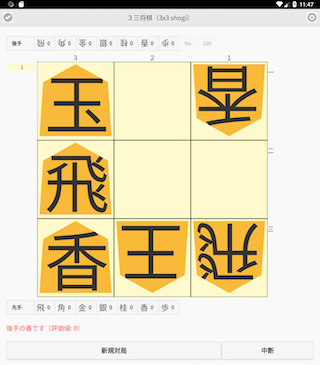 11:47
3三将棋（3x3 shogi）
後手 飛 0 角 0 金 0 銀 0 桂 0 香 0 歩 0 No. 106
3
3 2 1
玉 香 一
飛 二
香 王 飛 三
先手 飛 0 角 0 金 0 銀 0 桂 0 香 0 歩 0
後手の番です（評価値: 0）
新規対局 中断